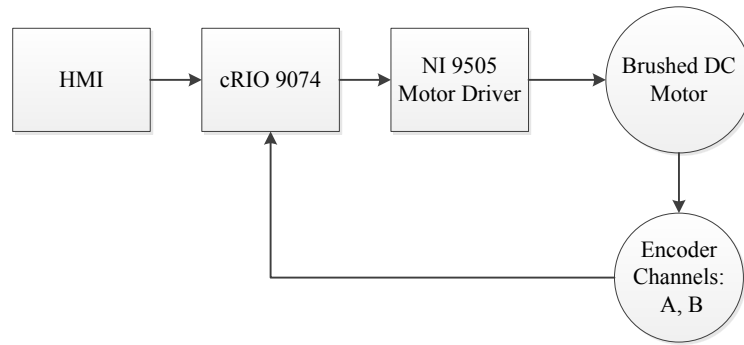 HMI
cRIO 9074
NI 9505
Motor Driver
Brushed DC
Motor
Encoder
Channels:
A, B